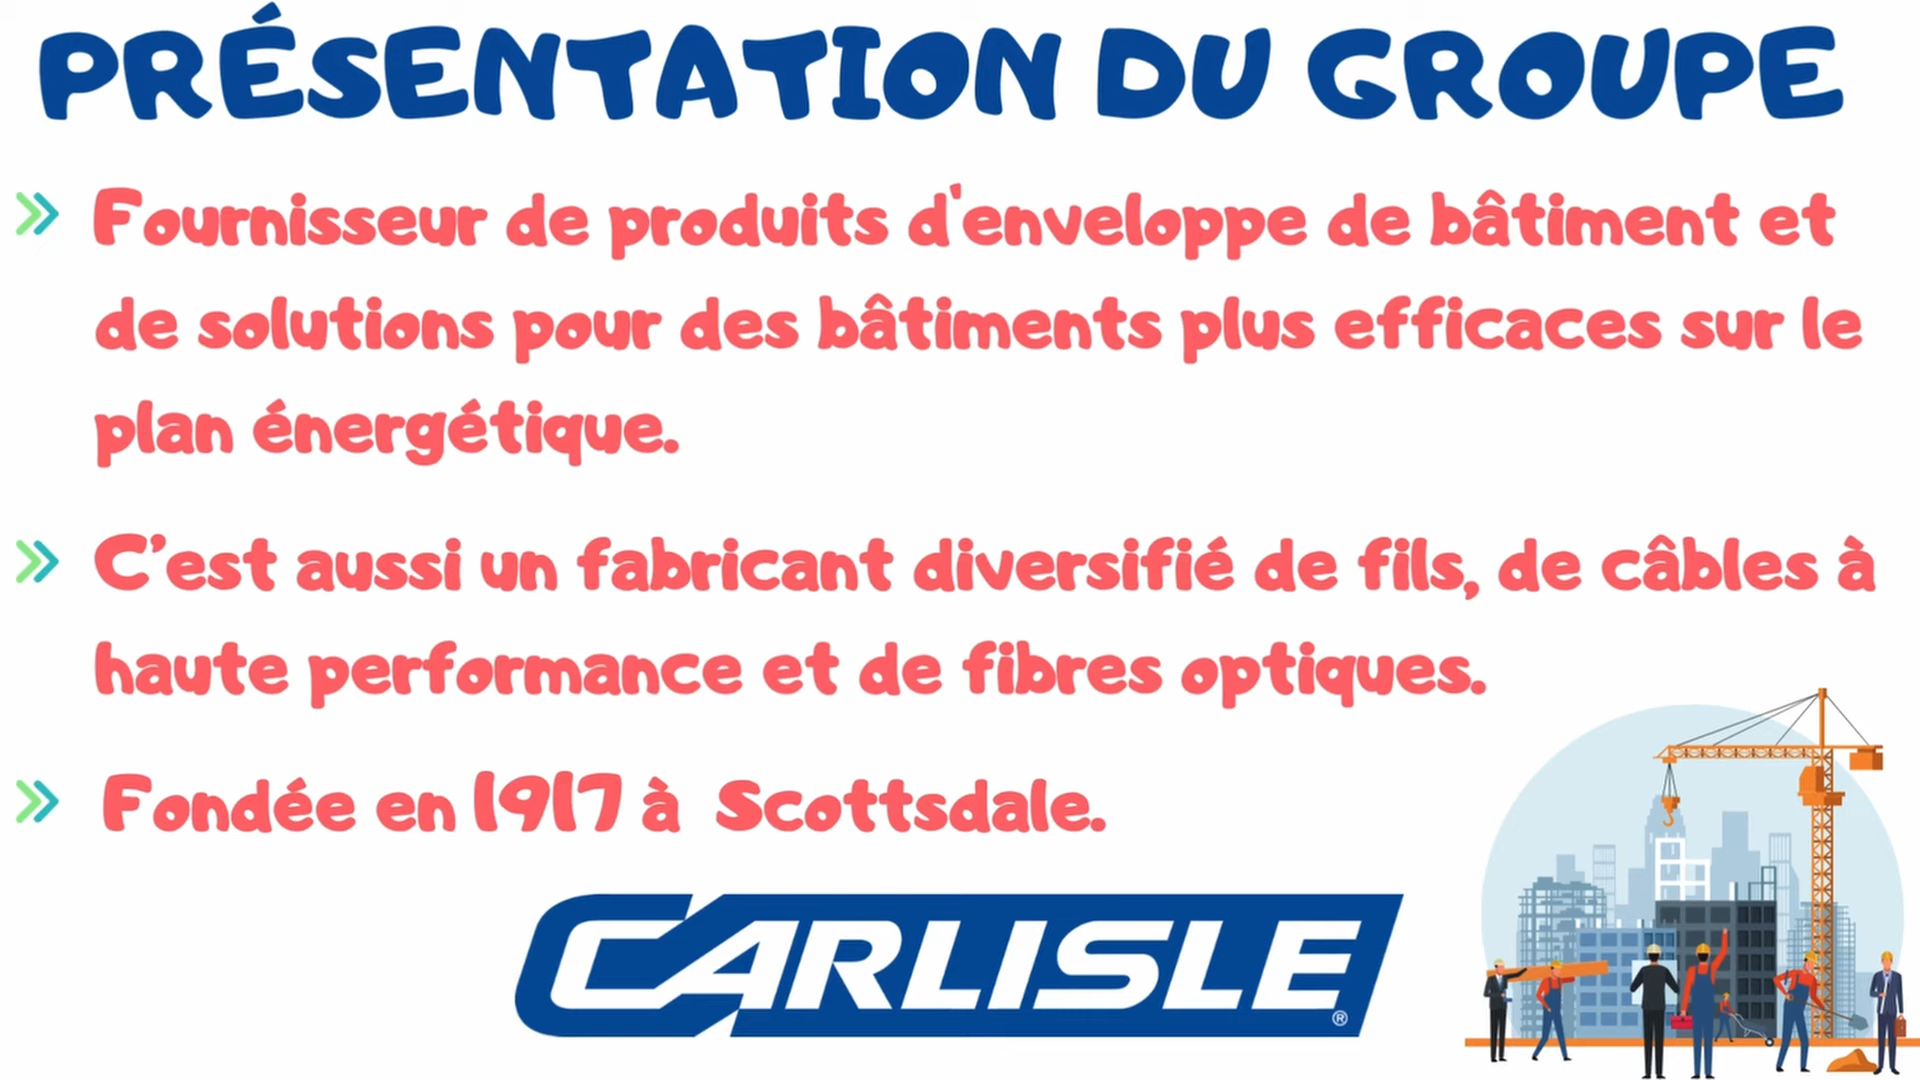 PRÉSENTATION DU GROUPE
Fournisseur de produits d'enveloppe de bâtiment et
de solutions pour des bâtiments plus efficaces sur le
plan énergétique.
C’est aussi un fabricant diversifié de fils, de câbles à
haute performance et de fibres optiques.
Fondée en 1917 à Scottsdale.
CARLISLE®